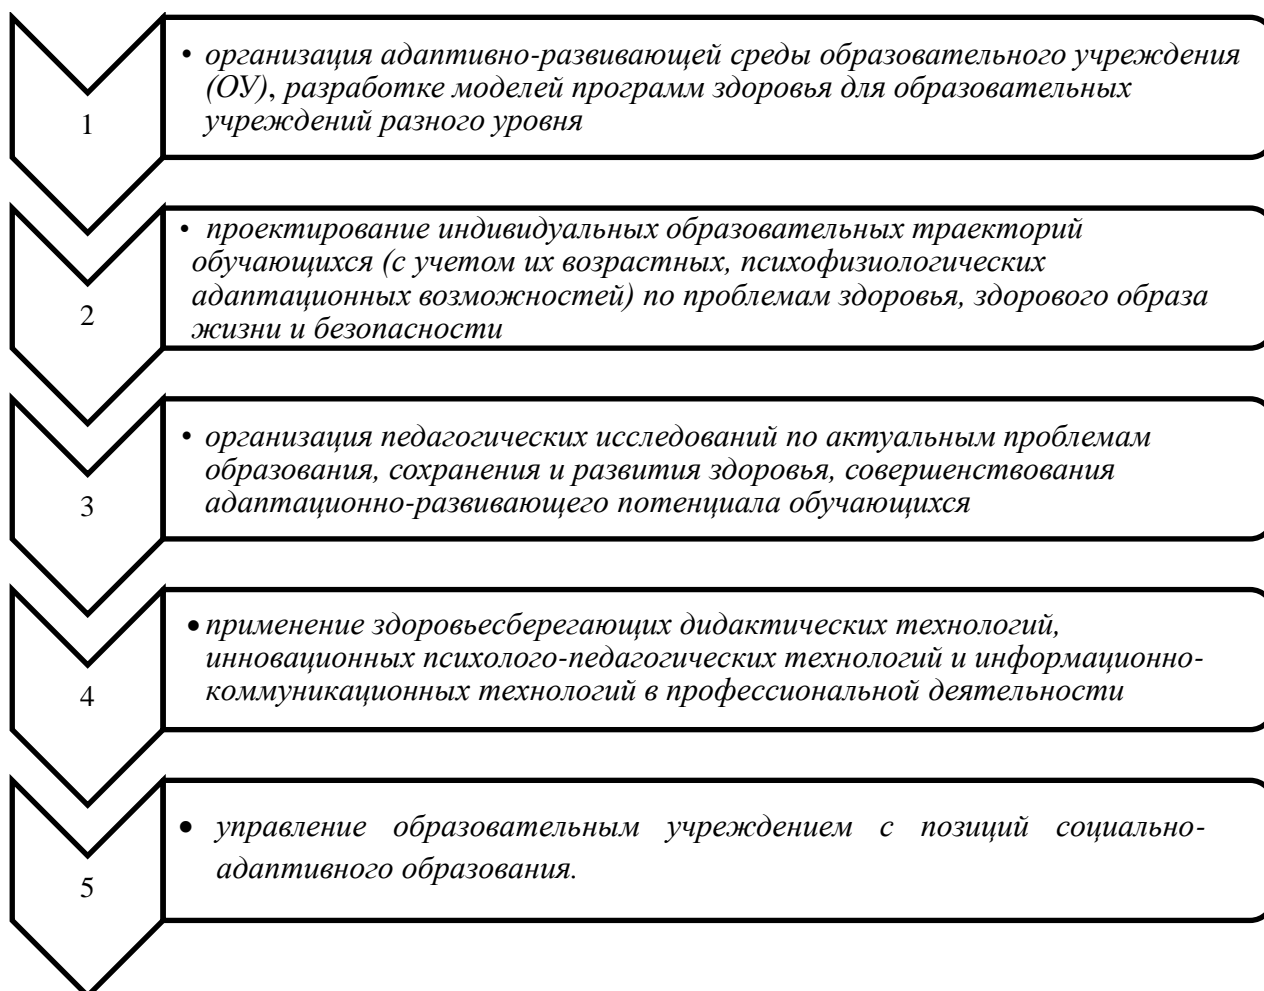 1
• организация адаптивно-развивающей среды образовательного учреждения
(ОУ), разработке моделей программ здоровья для образовательных
учреждений разного уровня
2
• проектирование индивидуальных образовательных траекторий
обучающихся (с учетом их возрастных, психофизиологических
адаптационных возможностей) по проблемам здоровья, здорового образа
жизни и безопасности
3
• организация педагогических исследований по актуальным проблемам
образования, сохранения и развития здоровья, совершенствования
адаптационно-развивающего потенциала обучающихся
4
• применение здоровьесберегающих дидактических технологий,
инновационных психолого-педагогических технологий и информационно-
коммуникационных технологий в профессиональной деятельности
5
• управление образовательным учреждением с позиций социально-
адаптивного образования.